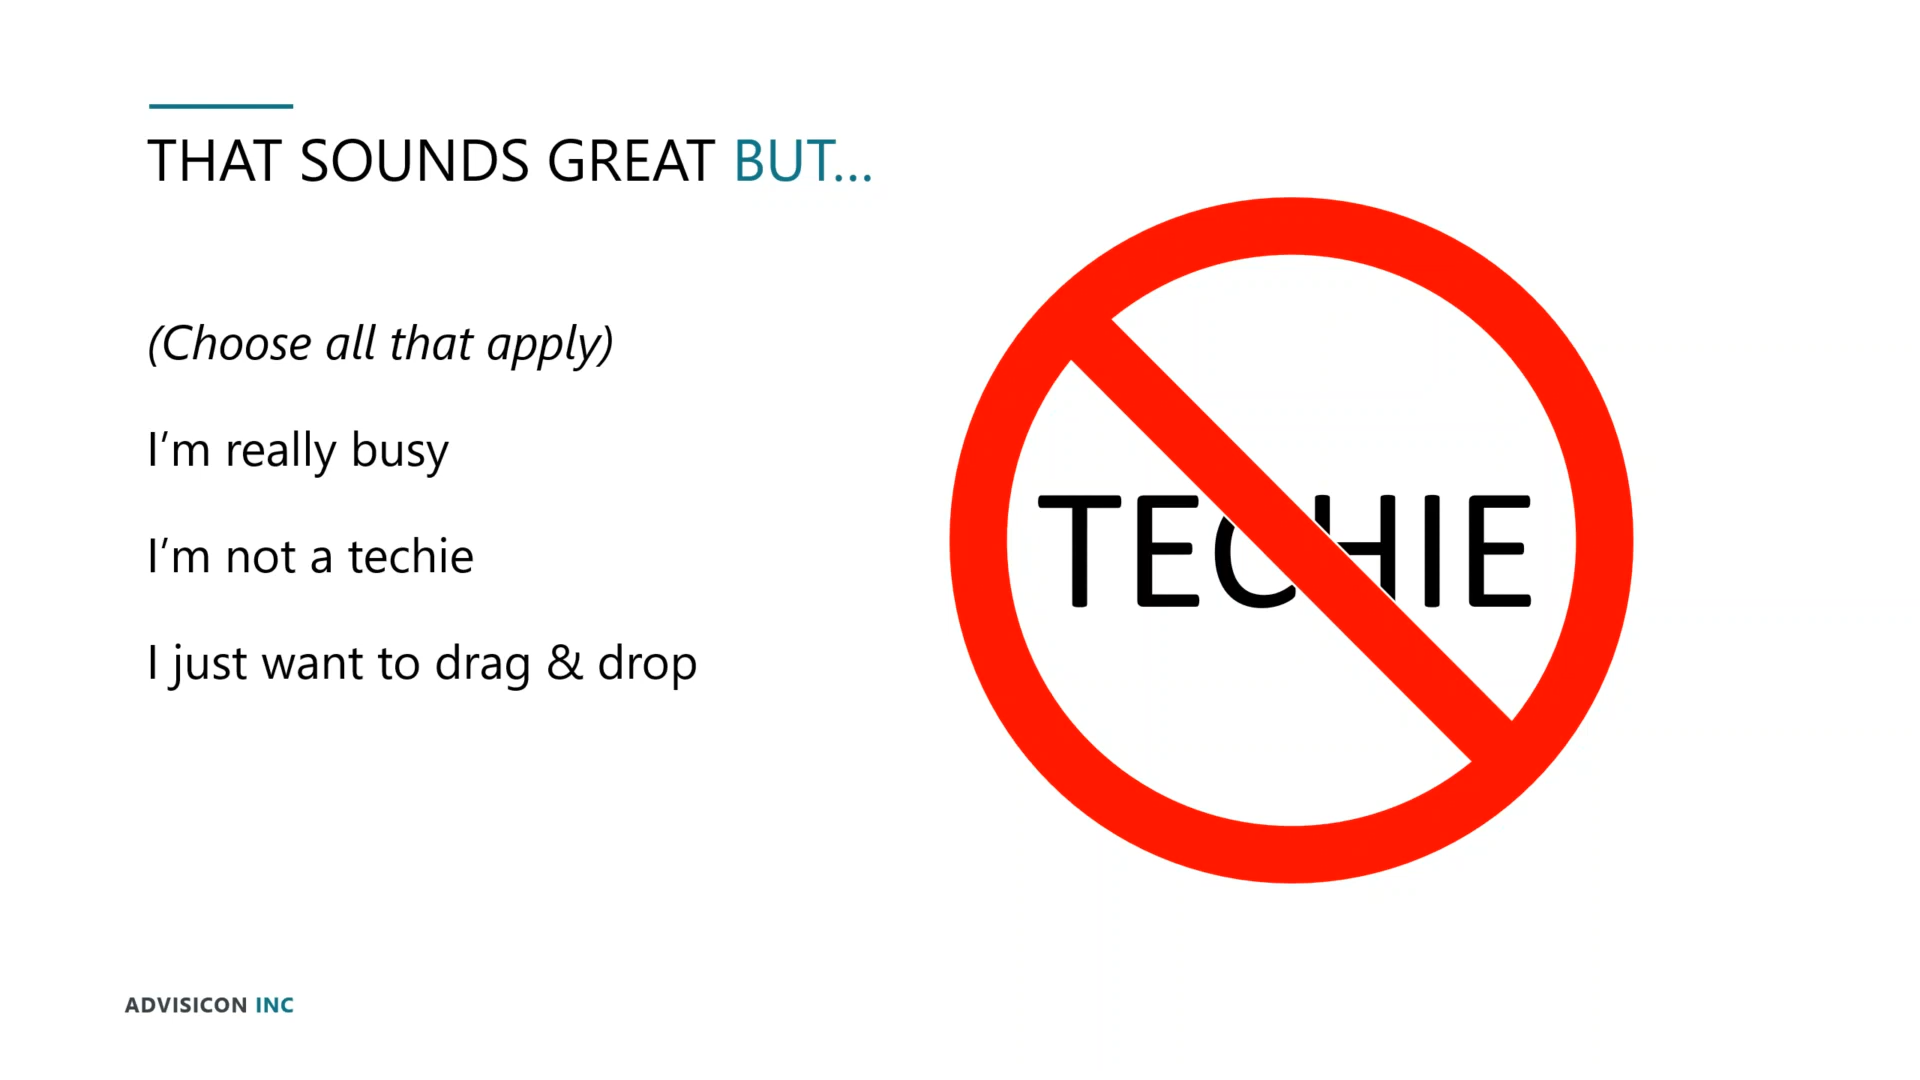 THAT SOUNDS GREAT BUT...
(Choose all that apply)
I’m really busy
I’m not a techie
I just want to drag & drop
TECHIE
ADVISICON INC